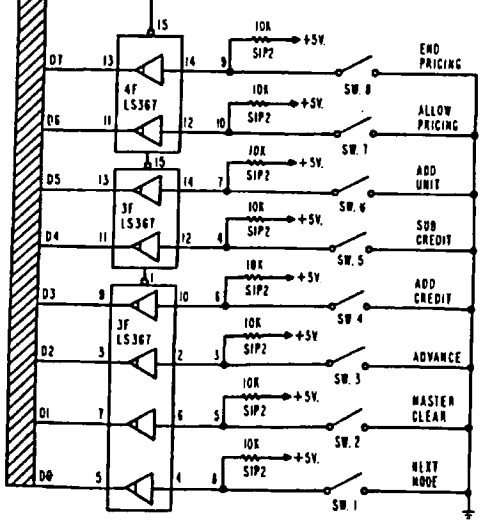 15
10K
+5V.
END
PRICING
D7 13 14 9
SIP2
SW. 8
4F
LS367
10K
ALLOW
PRICING
+5V.
D6 11 12 10
SIP2
SW. 7
15
10K
+5V.
ADD
UNIT
D5 13 14 7
SIP2
SW. 6
3F
LS367
10K
+5V.
SUB
CREDIT
D4 11 12 4
SIP2
SW. 5
1
10K
+5V.
ADD
CREDIT
D3 9 10 6
SIP2
SW 4
3F
LS367
10K
+5V.
D2 3 2 3
ADVANCE
SIP2
SW. 3
10K
+5V.
MASTER
CLEAR
D1 7 6 5
SIP2
SW. 2
10K
+5V.
NEXT
MODE
D0 5 4 8
SIP2
SW. 1